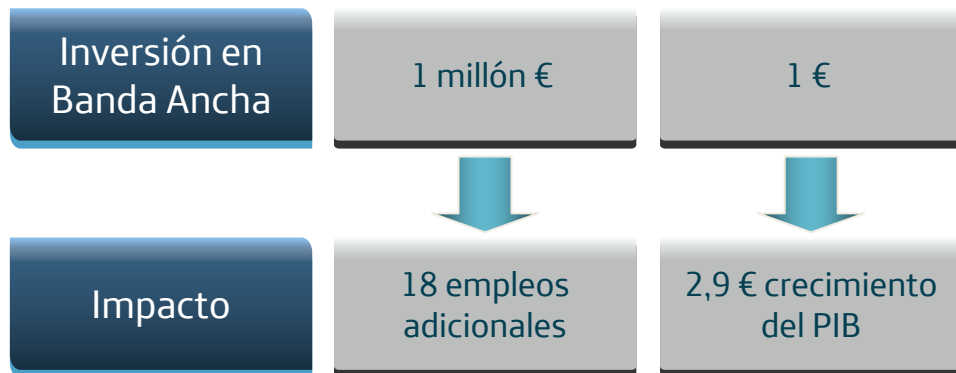 Inversión en
Banda Ancha
1 millón €
1 €
Impacto
18 empleos
adicionales
2,9 € crecimiento
del PIB